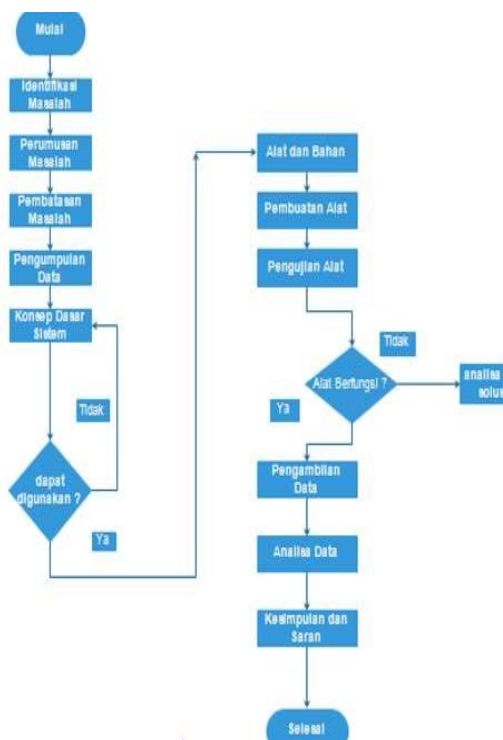 Mulai
Identifikasi
Masalah
Perumusan
Masalah
Pembatasan
Masalah
Pengumpulan
Data
Konsep Dasar
Sistem
Tidak
dapat
digunakan ?
Ya
Alat dan Bahan
Pembuatan Alat
Pengujian Alat
Tidak
Alat Berfungsi ?
analisa
solus
Ya
Pengambilan
Data
Analisa Data
Kesimpulan dan
Saran
Selesai